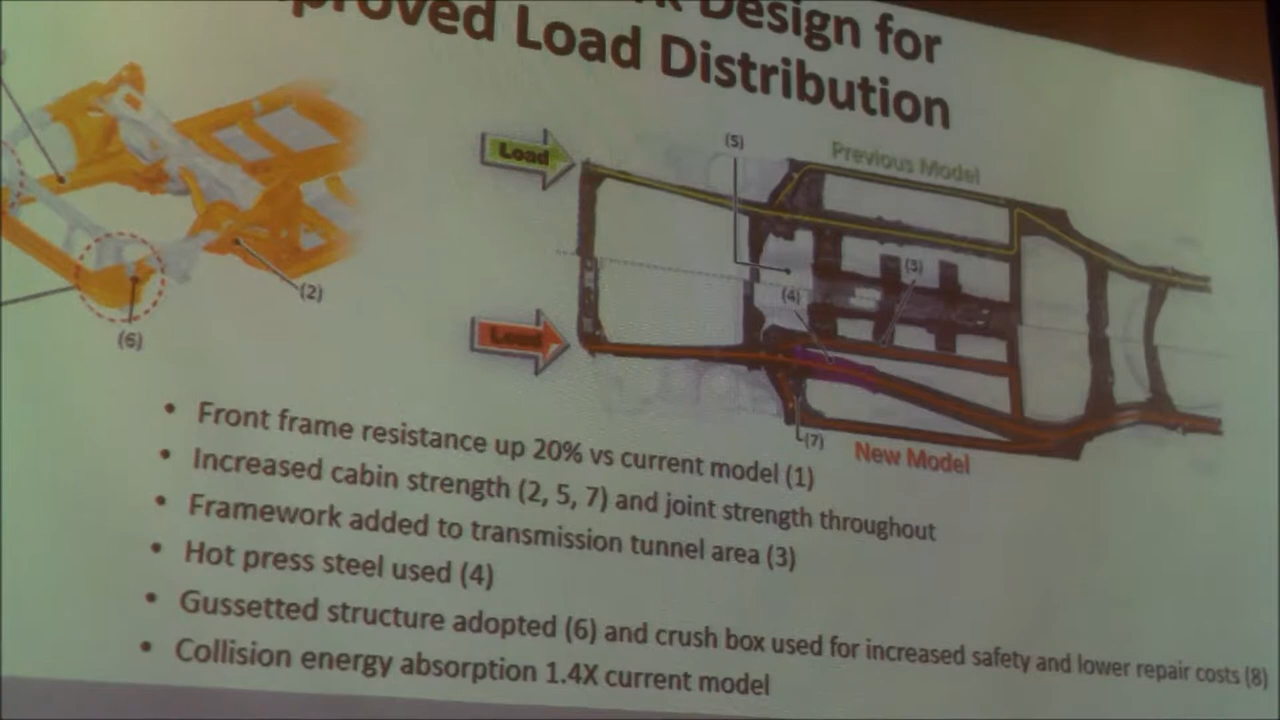 Design for
Load Distribution
Load
(5)
Previous Model
(3)
(4)
(2)
(6)
Load
(7)
New Model
• Front frame resistance up 20% vs current model (1)
• Increased cabin strength (2, 5, 7) and joint strength throughout
• Framework added to transmission tunnel area (3)
• Hot press steel used (4)
• Gussetted structure adopted (6) and crush box used for increased safety and lower repair costs (8)
• Collision energy absorption 1.4X current model